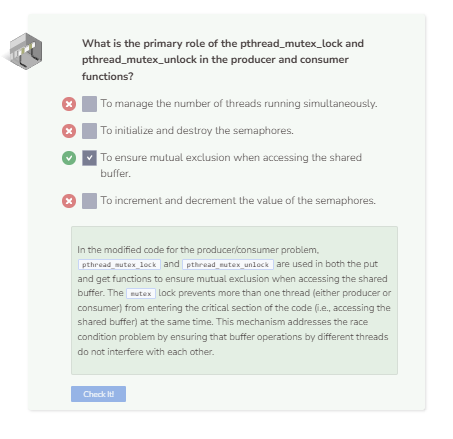 What is the primary role of the pthread_mutex_lock and
pthread_mutex_unlock in the producer and consumer
functions?
To manage the number of threads running simultaneously.
To initialize and destroy the semaphores.
To ensure mutual exclusion when accessing the shared
buffer.
To increment and decrement the value of the semaphores.
In the modified code for the producer/consumer problem,
pthread_mutex_lock and pthread_mutex_unlock are used in both the put
and get functions to ensure mutual exclusion when accessing the shared
buffer. The mutex lock prevents more than one thread (either producer or
consumer) from entering the critical section of the code (i.e., accessing the
shared buffer) at the same time. This mechanism addresses the race
condition problem by ensuring that buffer operations by different threads
do not interfere with each other.
Check It!